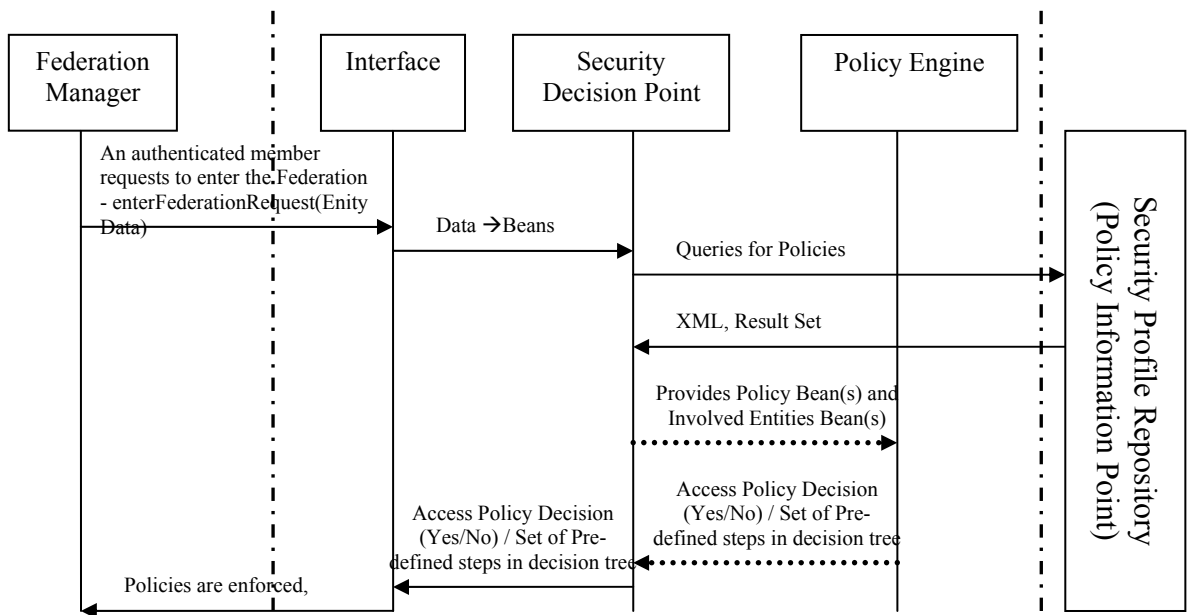 Federation
Manager
Interface
Security
Decision Point
Policy Engine
An authenticated member
requests to enter the Federation
- enterFederationRequest(Enity
Data)
Data →Beans
Queries for Policies
XML, Result Set
Provides Policy Bean(s) and
Involved Entities Bean(s)
Access Policy Decision
(Yes/No) / Set of Pre-
defined steps in decision tree
Access Policy Decision
(Yes/No) / Set of Pre-
defined steps in decision tree
Policies are enforced,
Security Profile Repository
(Policy Information Point)